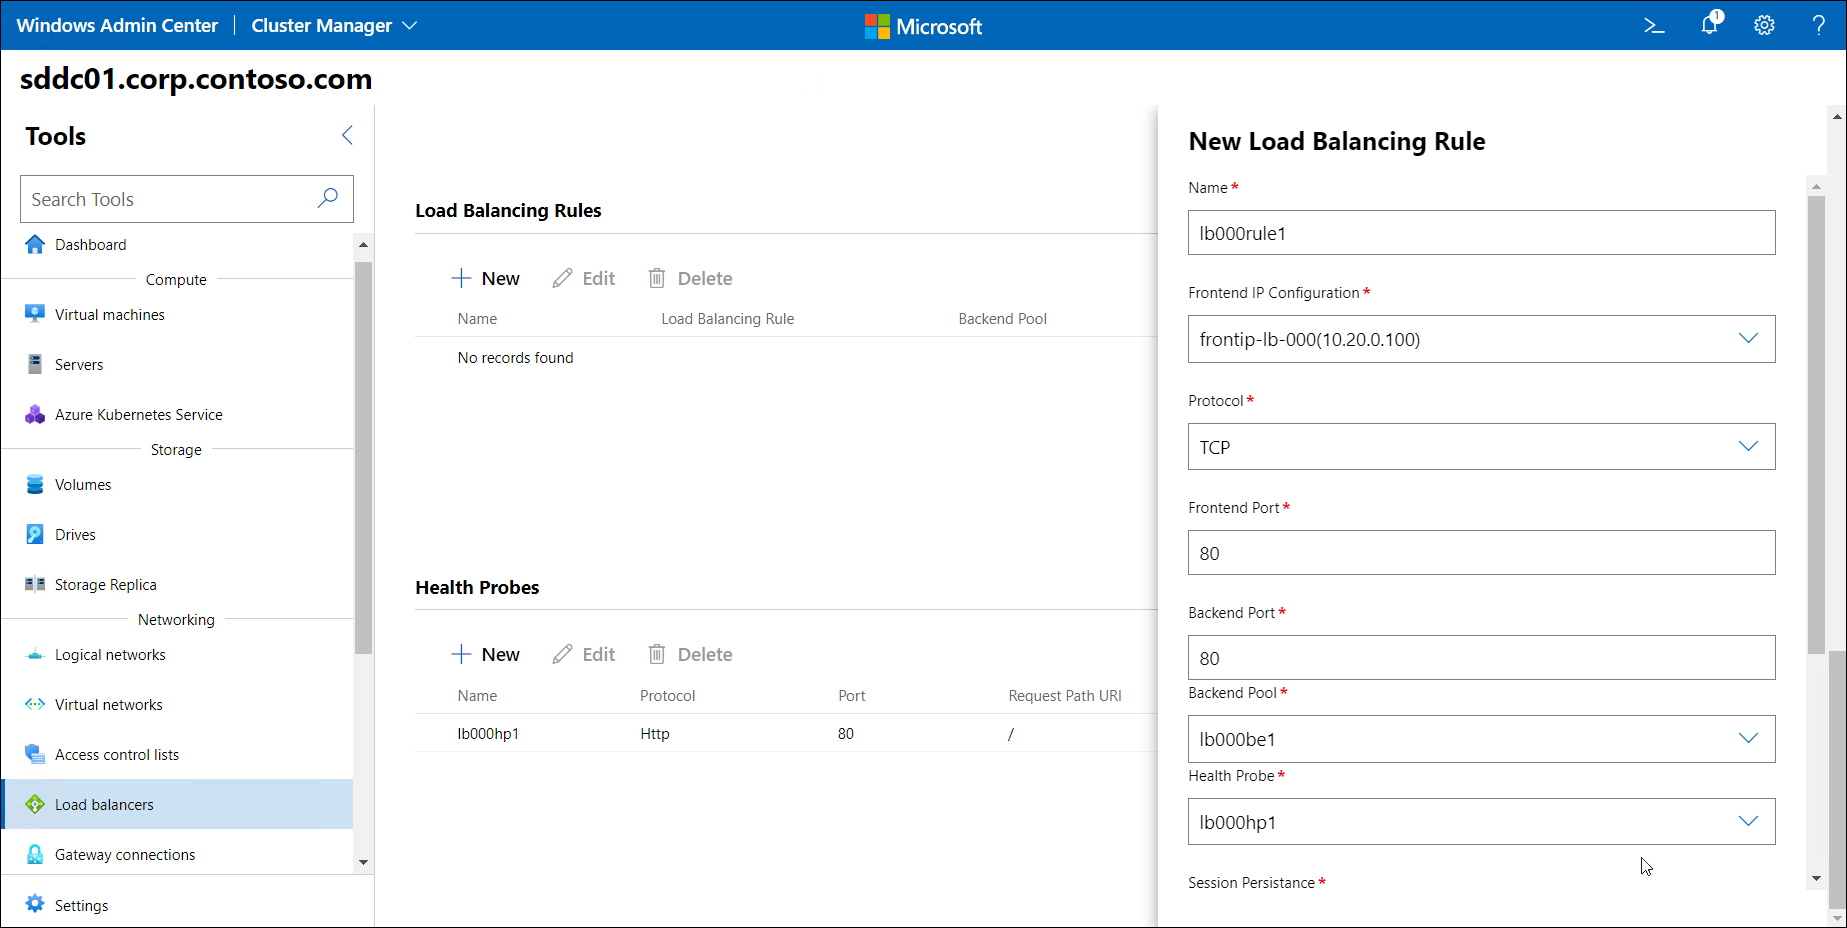 Windows Admin Center
Cluster Manager
Microsoft
1
sddc01.corp.contoso.com
Tools
Search Tools
Dashboard
Compute
Virtual machines
Servers
Azure Kubernetes Service
Storage
Volumes
Drives
Storage Replica
Networking
Logical networks
Virtual networks
Access control lists
Load balancers
Gateway connections
Settings
Load Balancing Rules
New Edit Delete
Name Load Balancing Rule Backend Pool
No records found
Health Probes
New Edit Delete
Name Protocol Port Request Path URI
lb000hp1 Http 80 /
New Load Balancing Rule
Name *
lb000rule1
Frontend IP Configuration *
frontip-lb-000(10.20.0.100)
Protocol *
TCP
Frontend Port *
80
Backend Port *
80
Backend Pool *
lb000be1
Health Probe *
lb000hp1
Session Persistance *